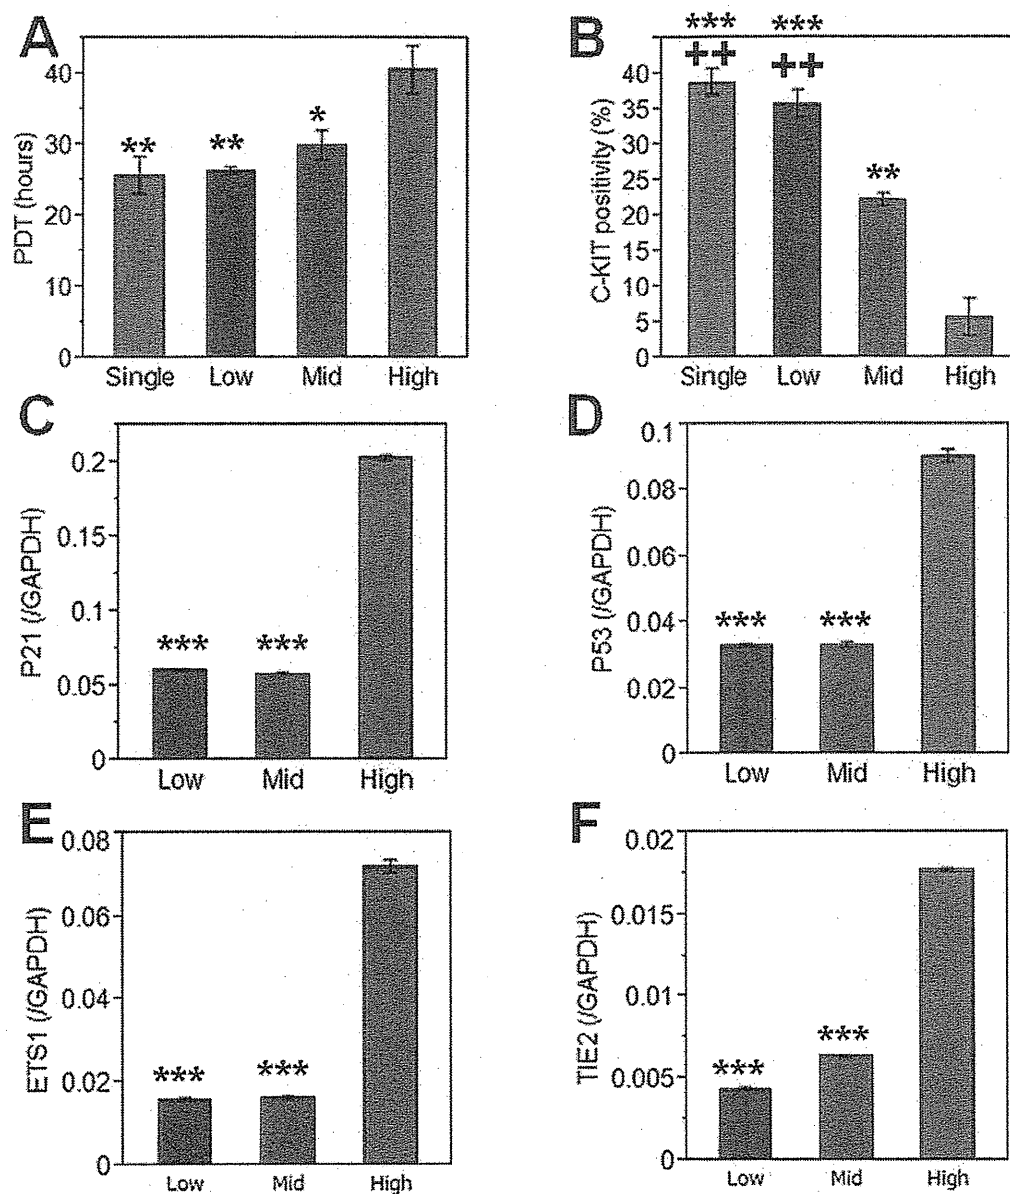 A
PDT (hours)
40
30
20
10
0
**
**
*
Single Low Mid High
B
C-KIT positivity (%)
40
35
30
25
20
15
10
5
0
***
++
***
++
**
Single Low Mid High
C
P21 (/GAPDH)
0.2
0.15
0.1
0.05
0
***
***
Low Mid High
D
P53 (/GAPDH)
0.1
0.08
0.06
0.04
0.02
0
***
***
Low Mid High
E
ETS1 (/GAPDH)
0.08
0.06
0.04
0.02
0
***
***
Low Mid High
F
TIE2 (/GAPDH)
0.02
0.015
0.01
0.005
0
***
***
Low Mid High